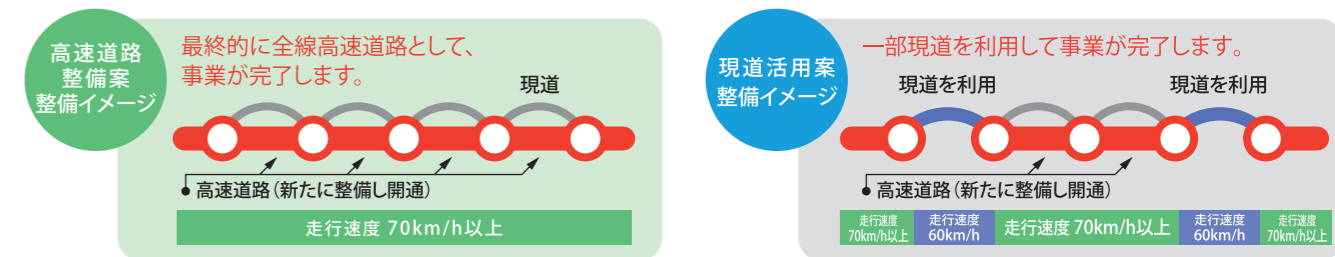 高速道路
整備案
整備イメージ
最終的に全線高速道路として、
事業が完了します。
現道
高速道路（新たに整備し開通）
走行速度 70km/h以上
現道活用案
整備イメージ
一部現道を利用して事業が完了します。
現道を利用
現道を利用
高速道路（新たに整備し開通）
走行速度
70km/h以上
走行速度
60km/h
走行速度 70km/h以上
走行速度
60km/h
走行速度
70km/h以上